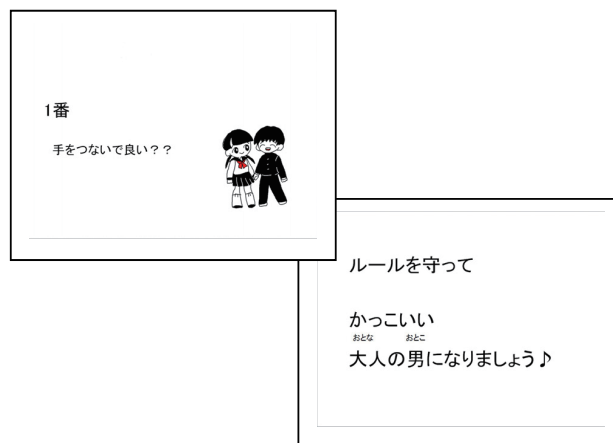 1番
手をつないで良い？？
ルールを守って
かっこいい
おとな おとこ
大人の男になりましょう♪